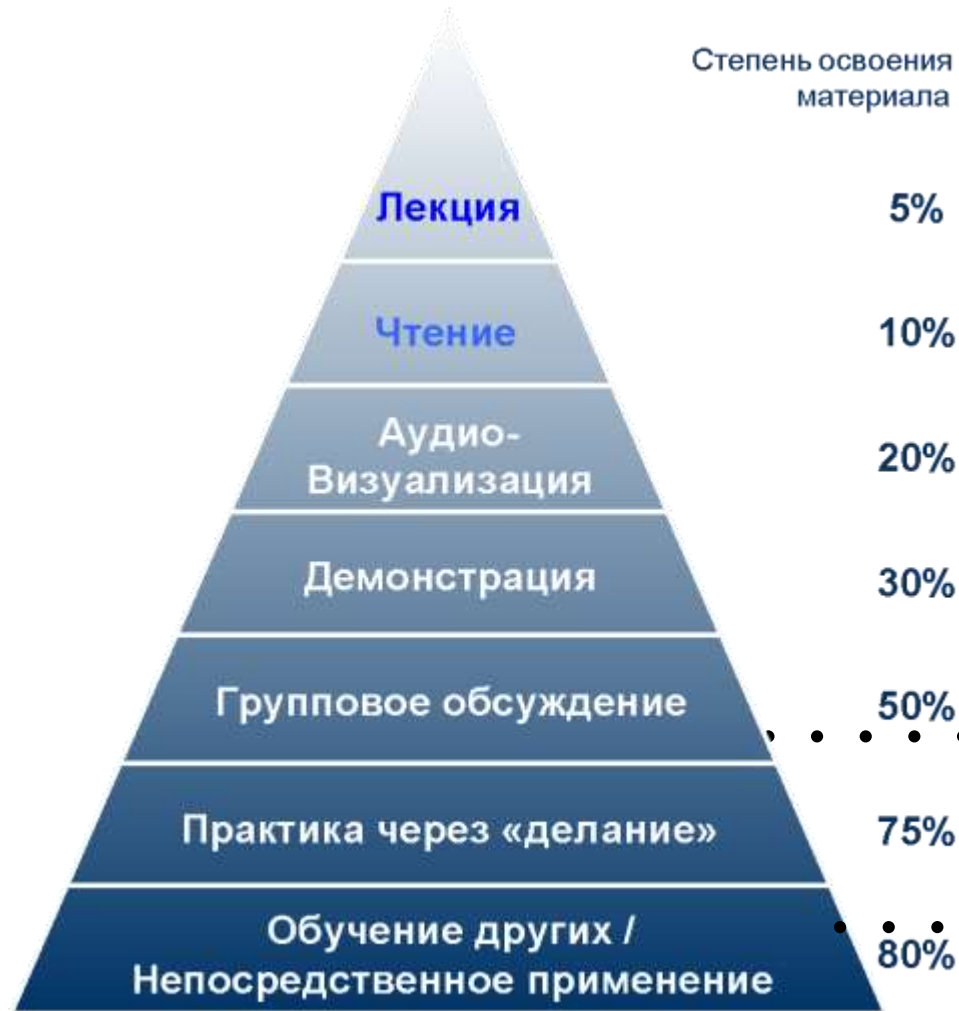 Степень освоения
материала
Лекция 5%
Чтение 10%
Аудио-
Визуализация 20%
Демонстрация 30%
Групповое обсуждение 50%
Практика через «делание» 75%
Обучение других /
Непосредственное применение 80%